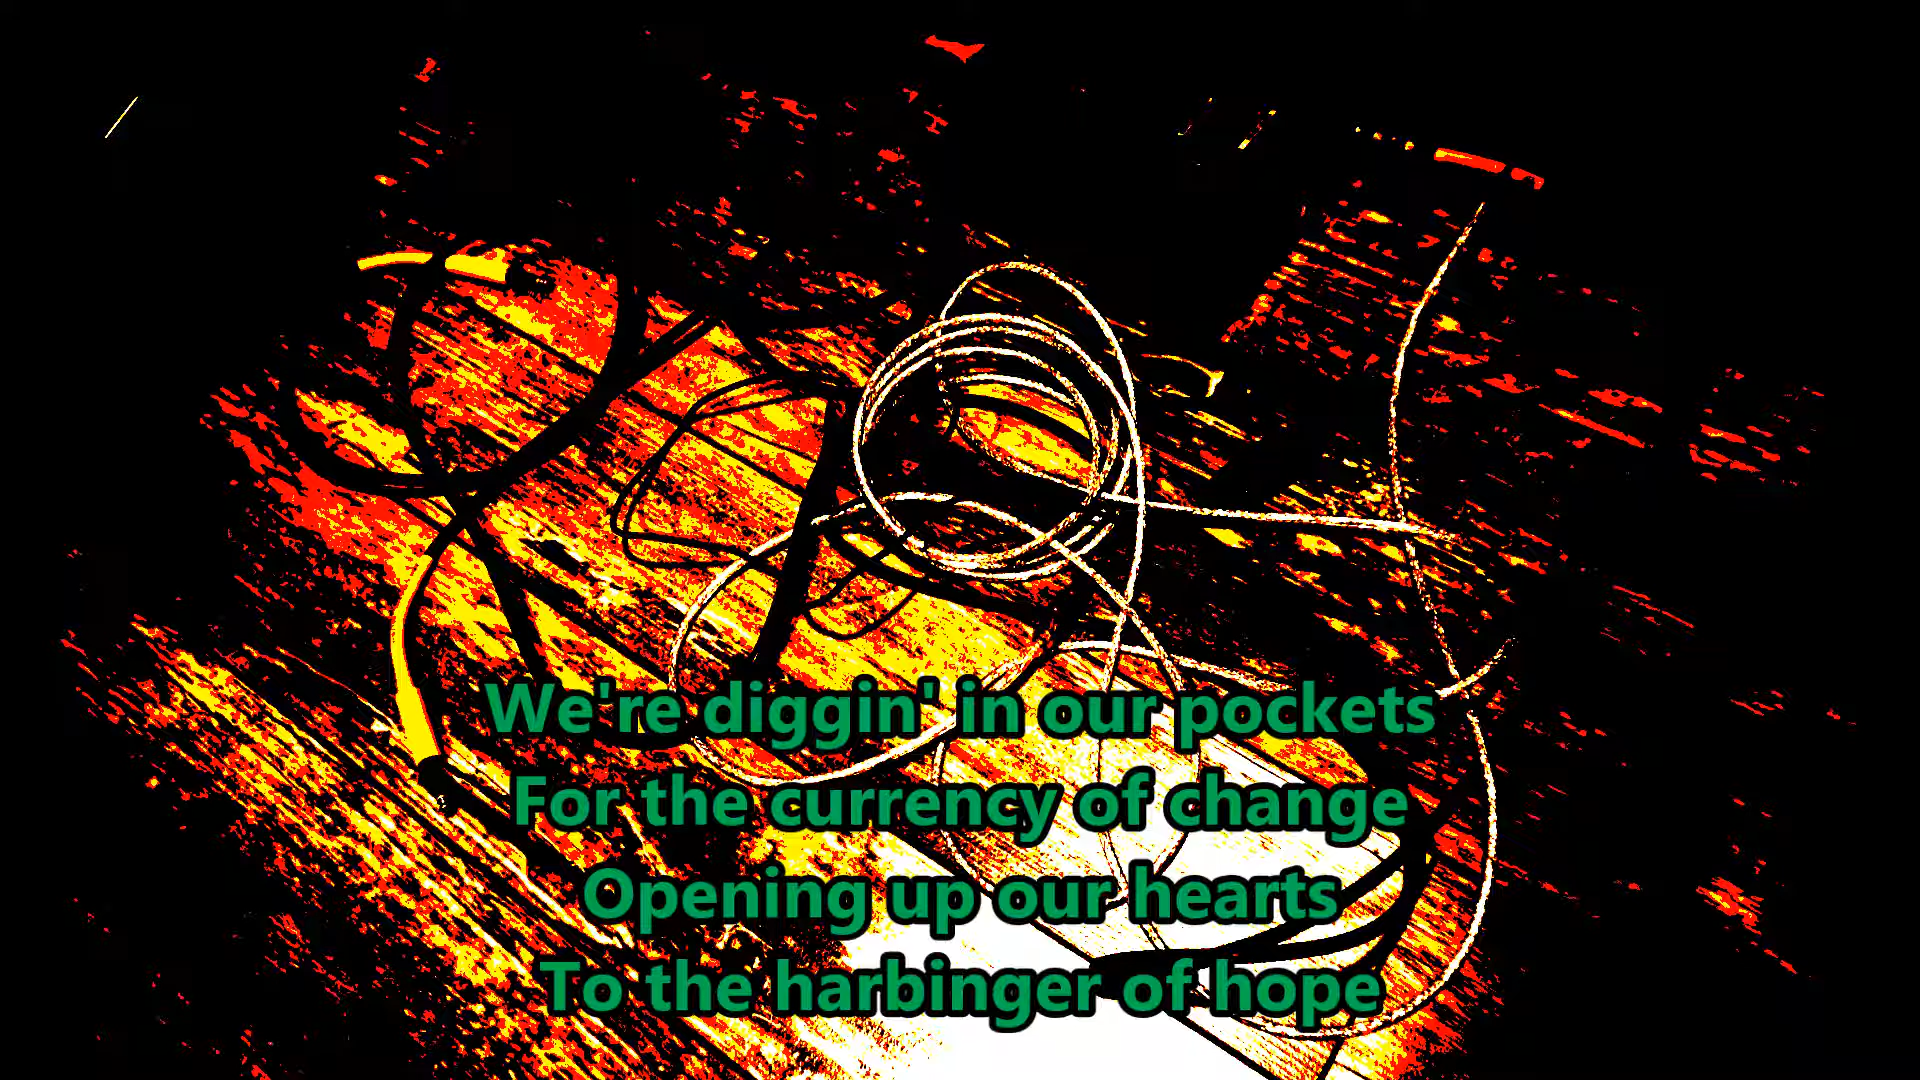 We're diggin' in our pockets
For the currency of change
Opening up our hearts
To the harbinger of hope